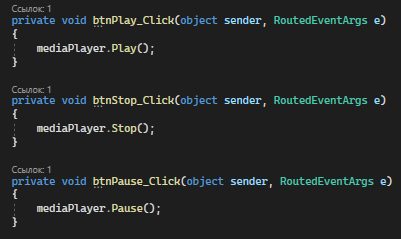 Ссылок: 1
private void btnPlay_Click(object sender, RoutedEventArgs e)
{
mediaPlayer.Play();
}
Ссылок: 1
private void btnStop_Click(object sender, RoutedEventArgs e)
{
mediaPlayer.Stop();
}
Ссылок: 1
private void btnPause_Click(object sender, RoutedEventArgs e)
{
mediaPlayer.Pause();
}